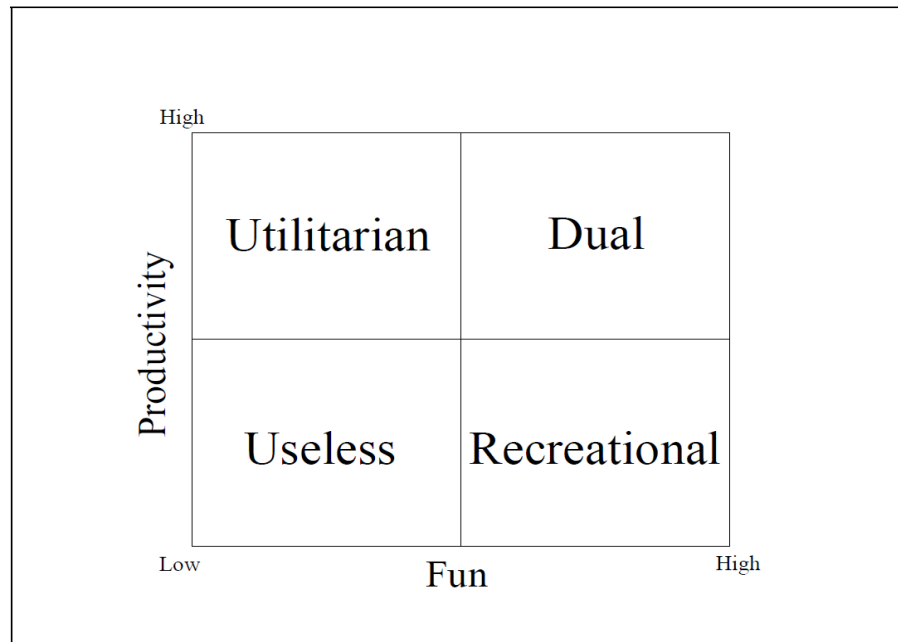 High
Utilitarian
Dual
Productivity
Useless
Recreational
Low
Fun
High